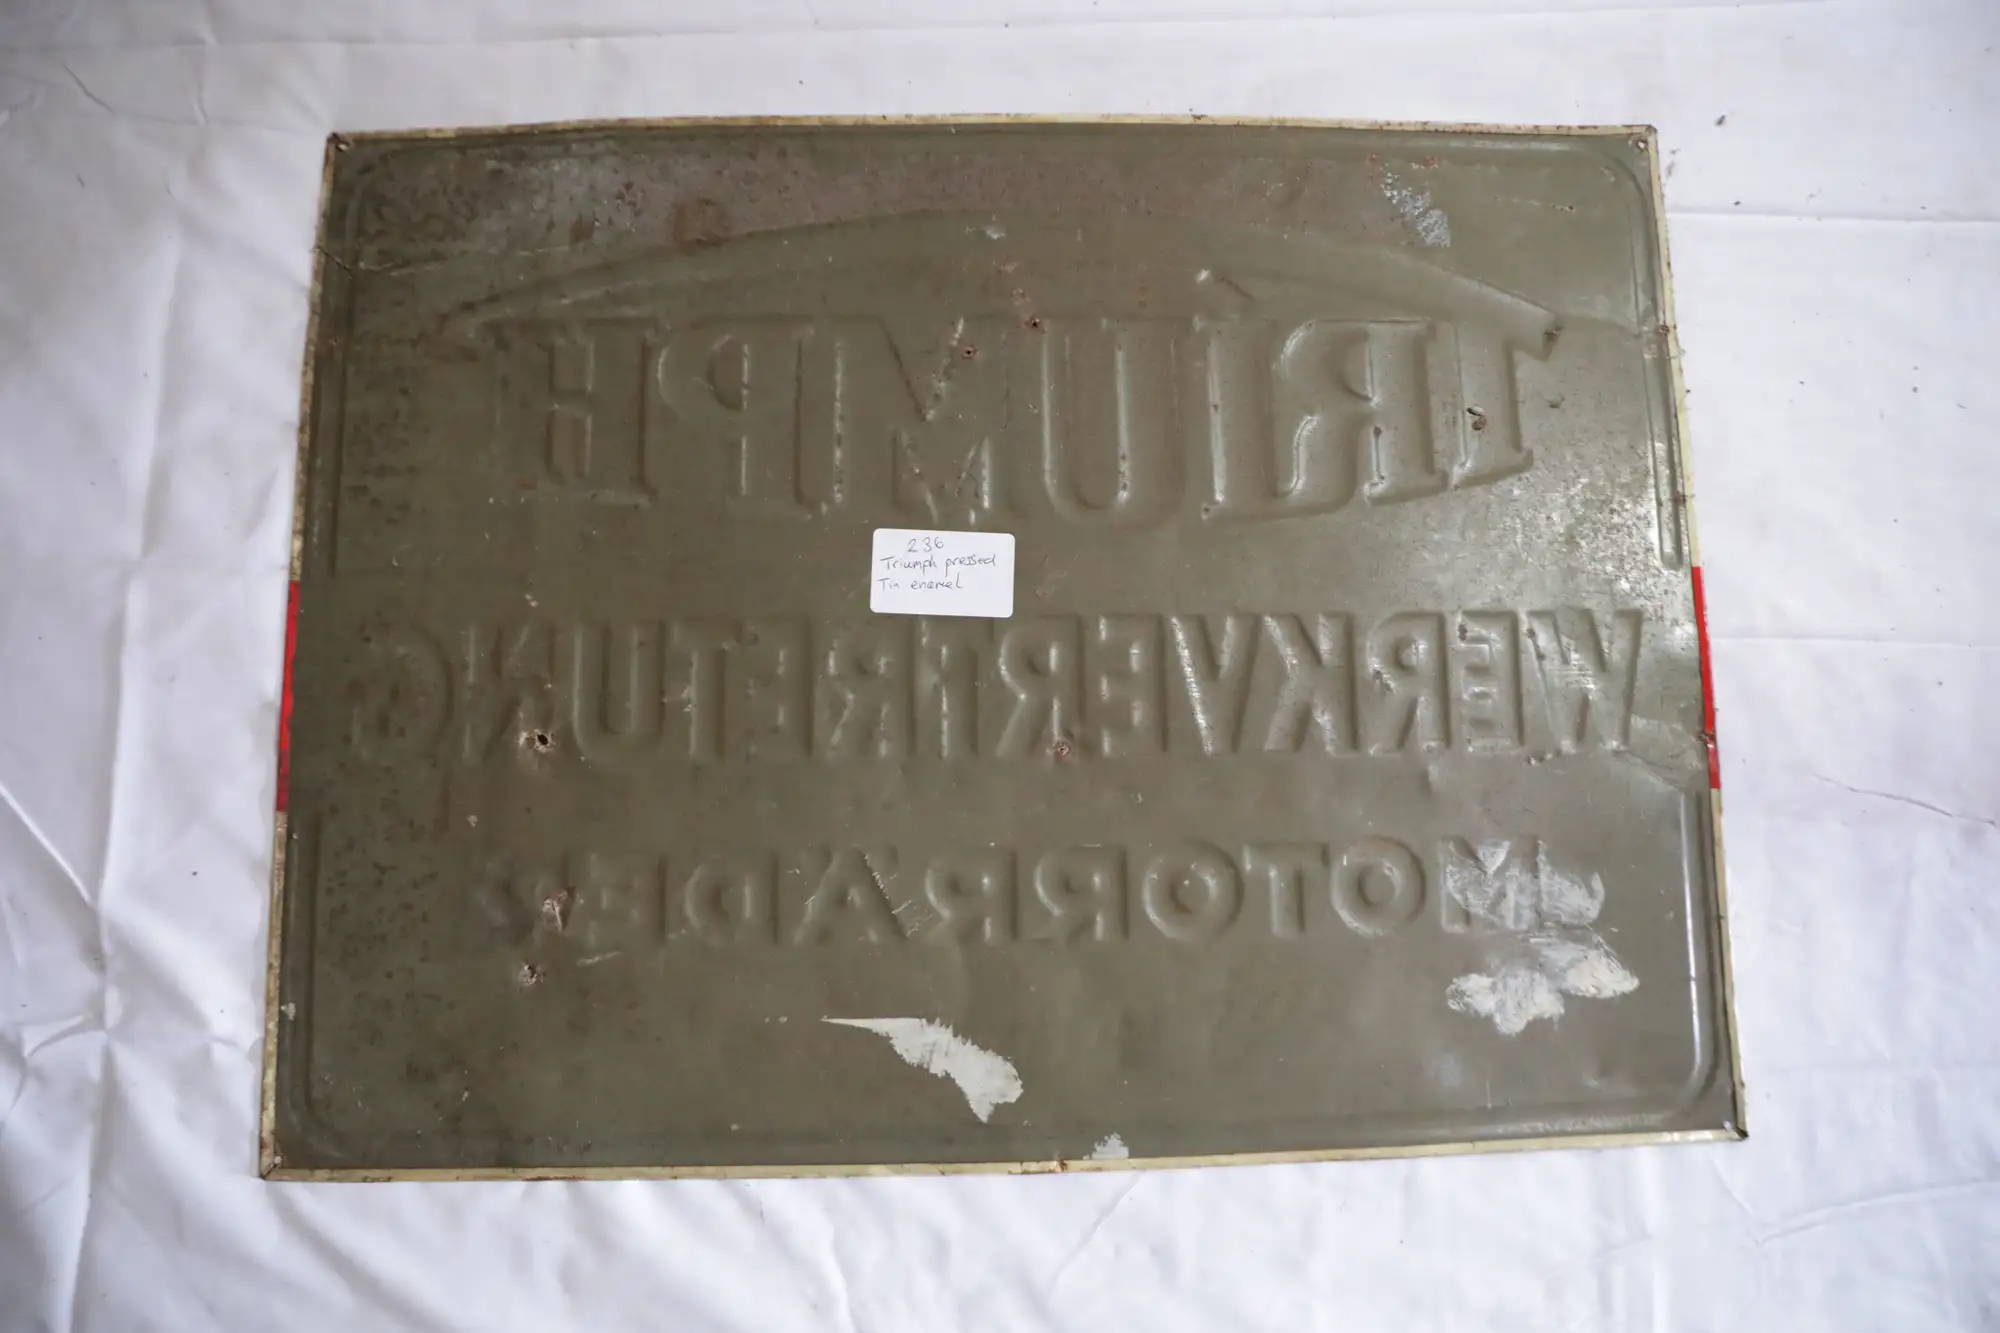 TRIUMPH
236
Triumph pressed
Tin enamel
WERKVERTRETUNG
MOTORRÄDER